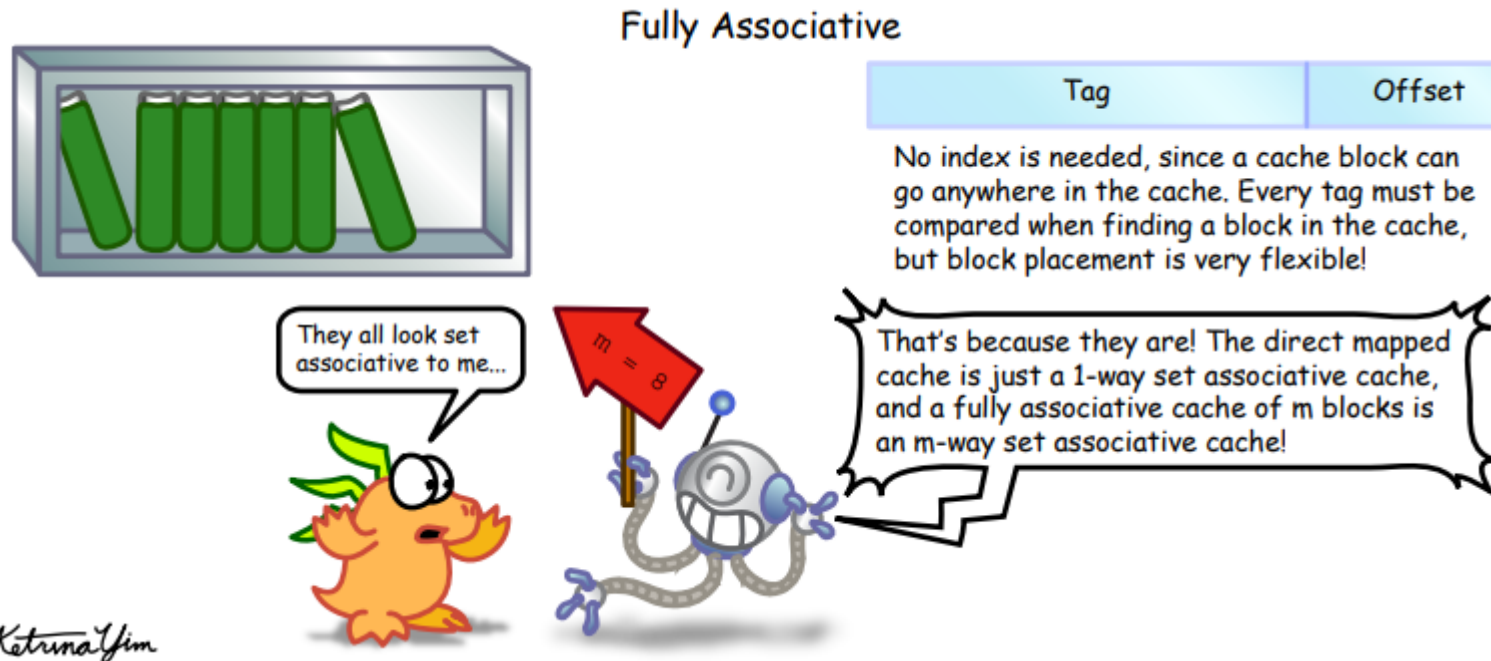 Fully Associative
Tag
Offset
No index is needed, since a cache block can
go anywhere in the cache. Every tag must be
compared when finding a block in the cache,
but block placement is very flexible!
They all look set
associative to me...
m = 8
That's because they are! The direct mapped
cache is just a 1-way set associative cache,
and a fully associative cache of m blocks is
an m-way set associative cache!
Ketrina Yim